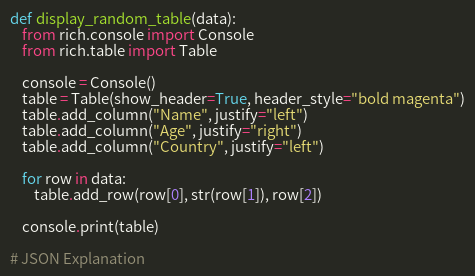 def display_random_table(data):
    from rich.console import Console
    from rich.table import Table

    console = Console()
    table = Table(show_header=True, header_style="bold magenta")
    table.add_column("Name", justify="left")
    table.add_column("Age", justify="right")
    table.add_column("Country", justify="left")

    for row in data:
        table.add_row(row[0], str(row[1]), row[2])

    console.print(table)

# JSON Explanation